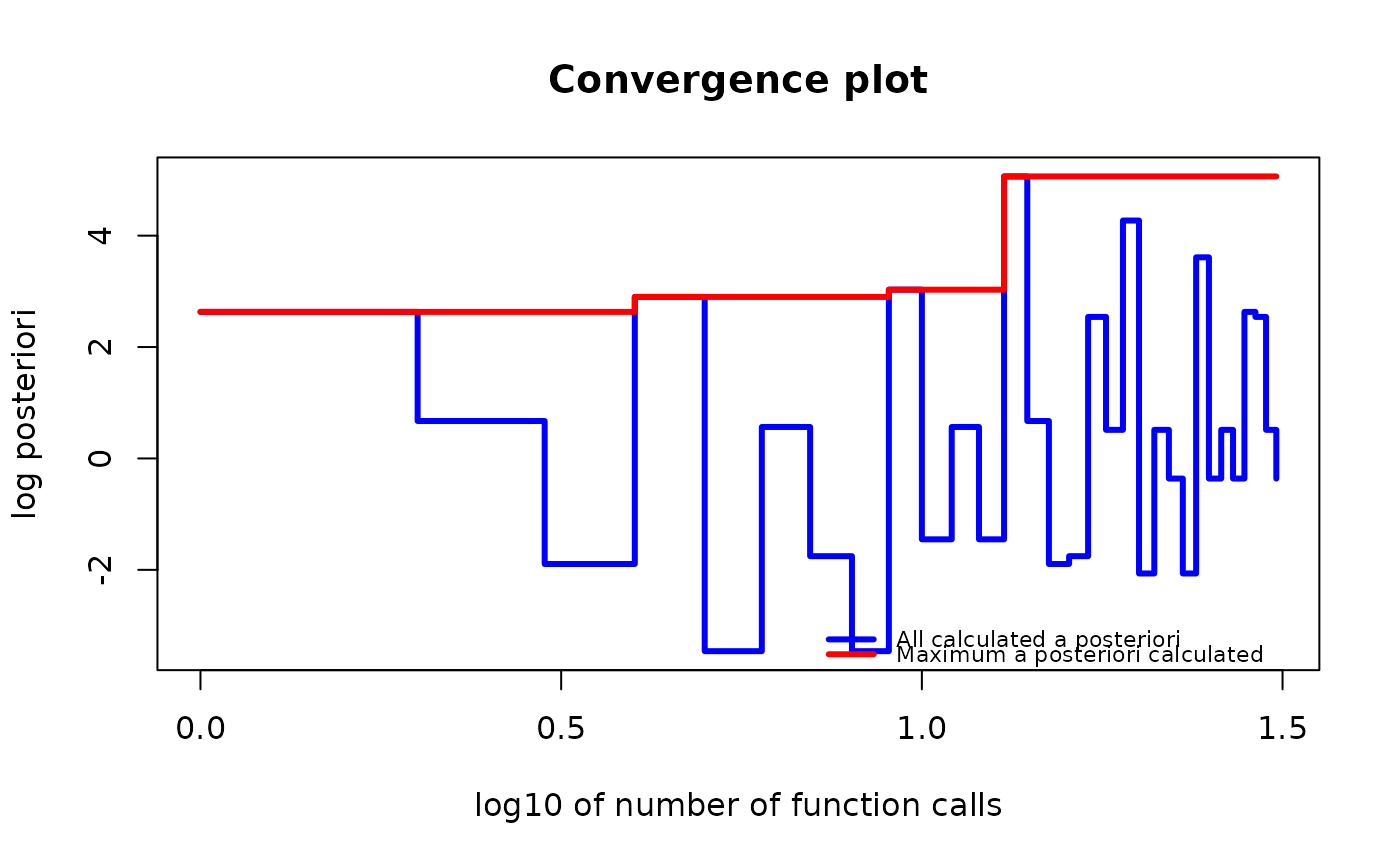 Convergence plot
log posteriori
4
2
0
-2
All calculated a posteriori
Maximum a posteriori calculated
0.0 0.5 1.0 1.5
log10 of number of function calls